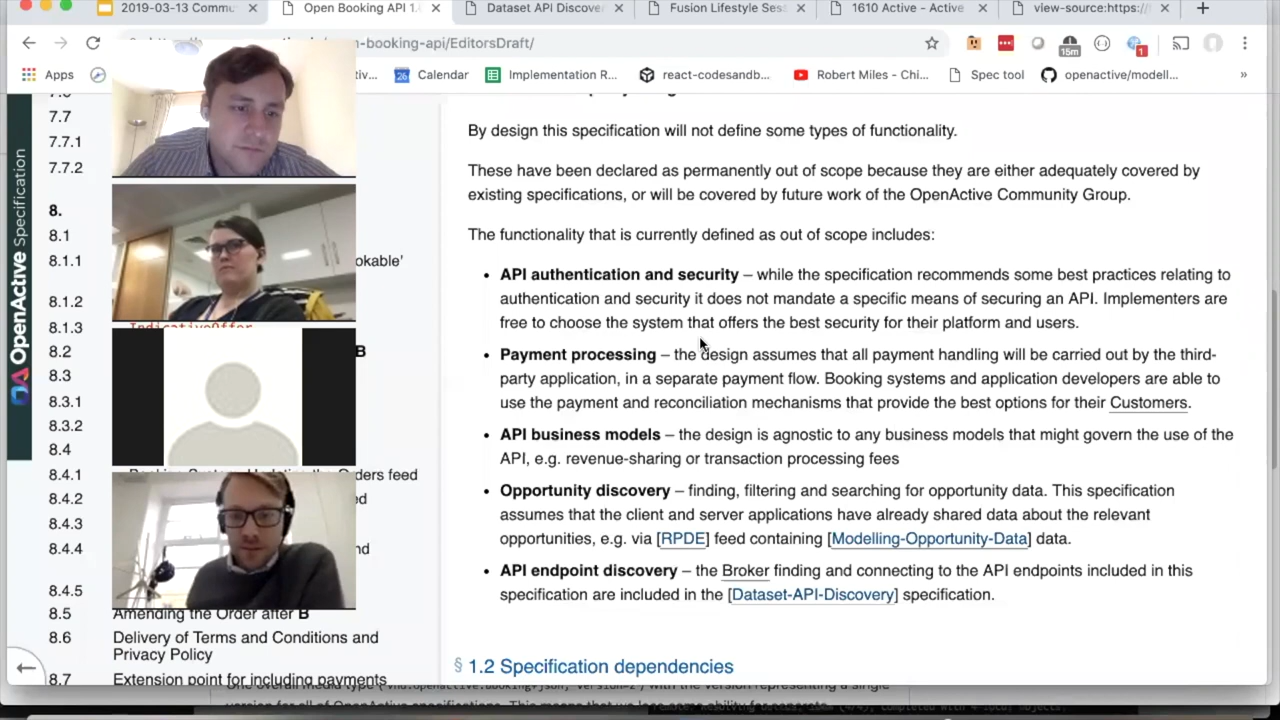 2019-03-13 Commu
Open Booking API 1.
Dataset API Discove
Fusion Lifestyle Ses
1610 Active - Active
view-source:https://
n-booking-api/EditorsDraft/
15m
1
Apps
tiv...
26
Calendar
Implementation R...
react-codesandb...
Robert Miles - Chi...
Spec tool
openactive/modell...
»
OpenActive Specification
7.7
7.7.1
7.7.2
8.
8.1
8.1.1
okable'
8.1.2
8.1.3
IndicativeOffer
8.2
B
8.3
8.3.1
8.3.2
8.4
8.4.1
Booking System Updating the Orders feed
8.4.2
8.4.3
8.4.4
8.4.5
8.5 Amending the Order after B
8.6 Delivery of Terms and Conditions and
Privacy Policy
8.7 Extension point for including payments
By design this specification will not define some types of functionality.
These have been declared as permanently out of scope because they are either adequately covered by
existing specifications, or will be covered by future work of the OpenActive Community Group.
The functionality that is currently defined as out of scope includes:
• API authentication and security – while the specification recommends some best practices relating to
authentication and security it does not mandate a specific means of securing an API. Implementers are
free to choose the system that offers the best security for their platform and users.
• Payment processing – the design assumes that all payment handling will be carried out by the third-
party application, in a separate payment flow. Booking systems and application developers are able to
use the payment and reconciliation mechanisms that provide the best options for their Customers.
• API business models – the design is agnostic to any business models that might govern the use of the
API, e.g. revenue-sharing or transaction processing fees
• Opportunity discovery – finding, filtering and searching for opportunity data. This specification
assumes that the client and server applications have already shared data about the relevant
opportunities, e.g. via [RPDE] feed containing [Modelling-Opportunity-Data] data.
• API endpoint discovery – the Broker finding and connecting to the API endpoints included in this
specification are included in the [Dataset-API-Discovery] specification.
§ 1.2 Specification dependencies